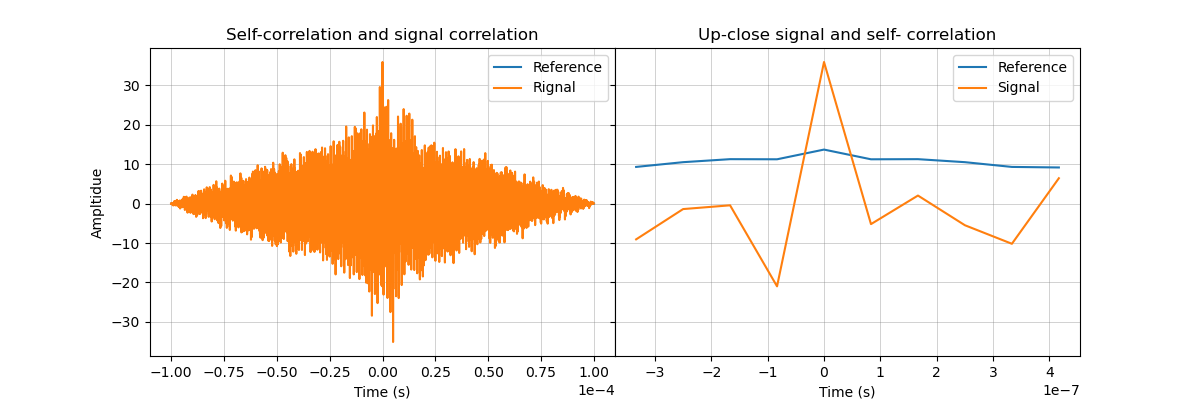 Self-correlation and signal correlation
Up-close signal and self- correlation
Reference
Rignal
Reference
Signal
30
20
10
0
−10
−20
−30
Ampltidue
−1.00 −0.75 −0.50 −0.25 0.00 0.25 0.50 0.75 1.00
1e−4
Time (s)
−3 −2 −1 0 1 2 3 4
1e−7
Time (s)